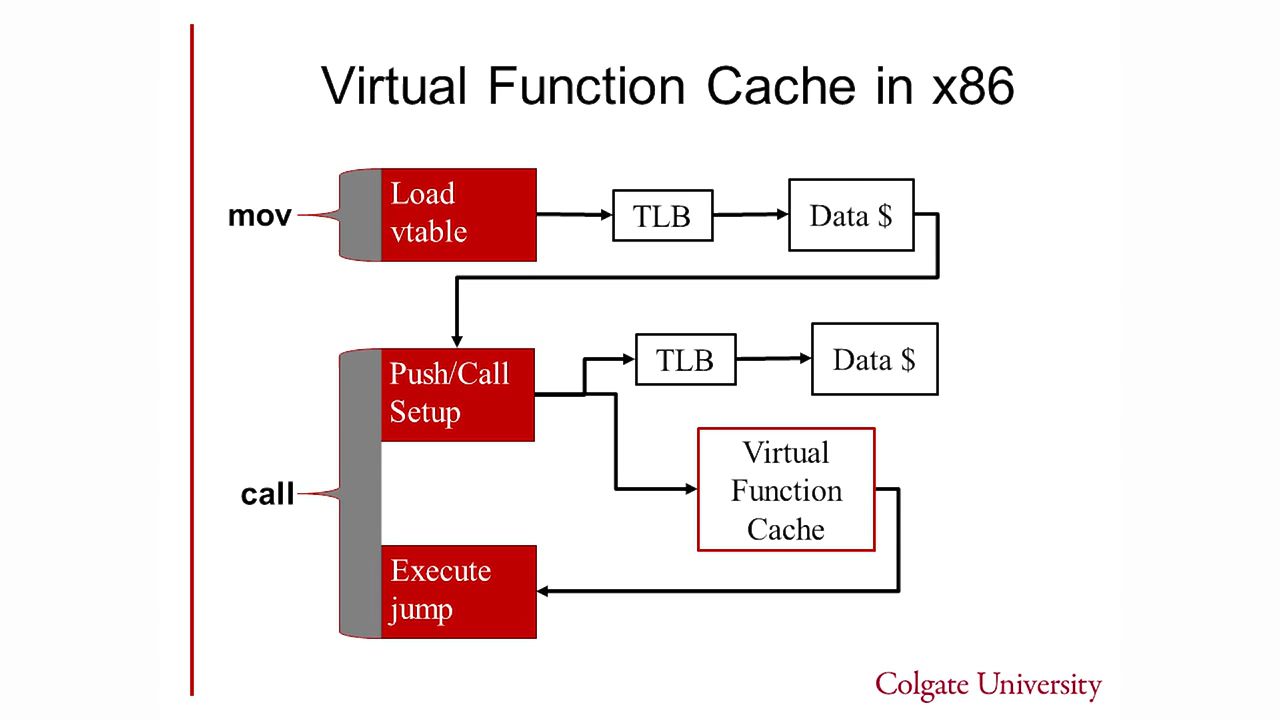 Virtual Function Cache in x86
mov
Load
vtable
TLB
Data $
Push/Call
Setup
TLB
Data $
call
Virtual
Function
Cache
Execute
jump
Colgate University